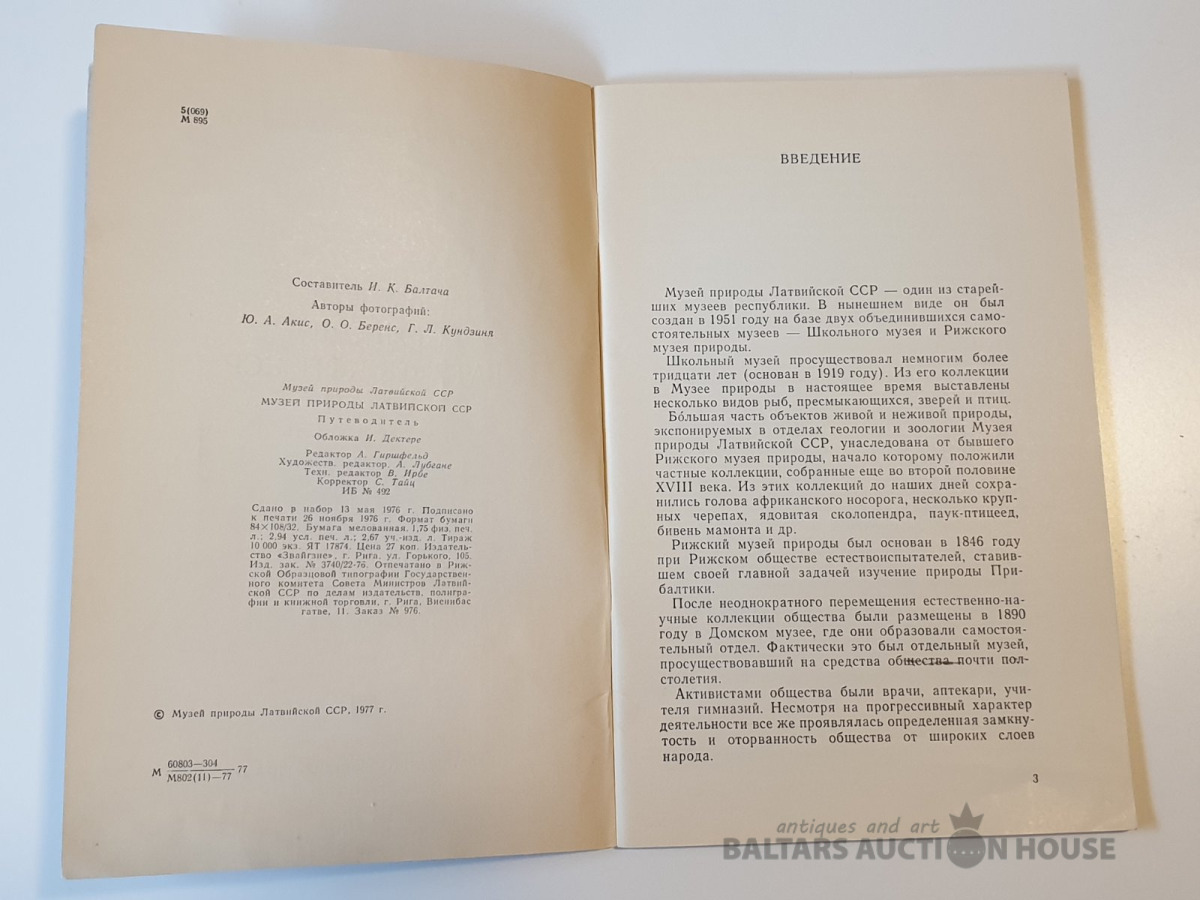 5(069)
М 895
Составитель И. К. Балтача
Авторы фотографий:
Ю. А. Акис, О. О. Беренс, Г. Л. Кундзиня
Музей природы Латвийской ССР
МУЗЕЙ ПРИРОДЫ ЛАТВИЙСКОЙ ССР
Путеводитель
Обложка И. Дектере
Редактор А. Гиршфельд
Художеств. редактор. А. Лубгане
Техн. редактор В. Ирбе
Корректор С. Тайц
ИБ № 492
Сдано в набор 13 мая 1976 г. Подписано
к печати 26 ноября 1976 г. Формат бумаги
84×108/32. Бумага мелованная. 1,75 физ. печ.
л.; 2,94 усл. печ. л.; 2,67 уч.-изд. л. Тираж
10 000 экз. ЯТ 17874. Цена 27 коп. Издатель-
ство «Звайгзне», г. Рига, ул. Горького, 105.
Изд. зак. № 3740/22-76. Отпечатано в Риж-
ской Образцовой типографии Государствен-
ного комитета Совета Министров Латвий-
ской ССР по делам издательств, полигра-
фии и книжной торговли, г. Рига, Виенибас
гатве, 11. Заказ № 976.
© Музей природы Латвийской ССР, 1977 г.
М 60803—304 77
М802(11)—77
ВВЕДЕНИЕ
Музей природы Латвийской ССР — один из старей-
ших музеев республики. В нынешнем виде он был
создан в 1951 году на базе двух объединившихся само-
стоятельных музеев — Школьного музея и Рижского
музея природы.
Школьный музей просуществовал немногим более
тридцати лет (основан в 1919 году). Из его коллекции
в Музее природы в настоящее время выставлены
несколько видов рыб, пресмыкающихся, зверей и птиц.
Бо́льшая часть объектов живой и неживой природы,
экспонируемых в отделах геологии и зоологии Музея
природы Латвийской ССР, унаследована от бывшего
Рижского музея природы, начало которому положили
частные коллекции, собранные еще во второй половине
XVIII века. Из этих коллекций до наших дней сохра-
нились голова африканского носорога, несколько круп-
ных черепах, ядовитая сколопендра, паук-птицеед,
бивень мамонта и др.
Рижский музей природы был основан в 1846 году
при Рижском обществе естествоиспытателей, ставив-
шем своей главной задачей изучение природы При-
балтики.
После неоднократного перемещения естественно-на-
учные коллекции общества были размещены в 1890
году в Домском музее, где они образовали самостоя-
тельный отдел. Фактически это был отдельный музей,
просуществовавший на средства общества почти пол-
столетия.
Активистами общества были врачи, аптекари, учи-
теля гимназий. Несмотря на прогрессивный характер
деятельности все же проявлялась определенная замкну-
тость и оторванность общества от широких слоев
народа.
3
antiques and art
BALTARS AUCTION HOUSE